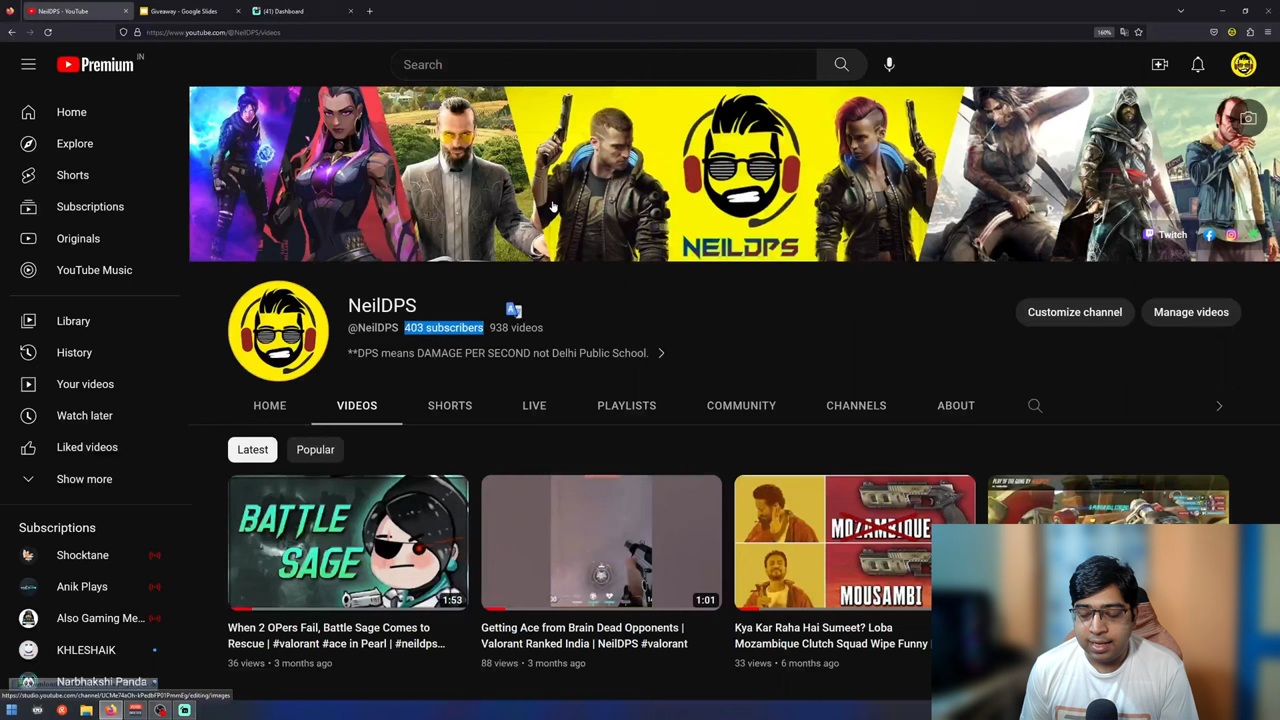 NeilDPS - YouTube
Giveaway - Google Slides
(41) Dashboard
https://www.youtube.com/@NeilDPS/videos
160%
Premium IN
Search
Home
Explore
Shorts
Subscriptions
Originals
YouTube Music
Library
History
Your videos
Watch later
Liked videos
Show more
Subscriptions
Shocktane
Anik Plays
Also Gaming Me...
KHLESHAIK
Narbhakshi Panda
NEILDPS
Twitch
NeilDPS
@NeilDPS 403 subscribers 938 videos
**DPS means DAMAGE PER SECOND not Delhi Public School.
Customize channel
Manage videos
HOME
VIDEOS
SHORTS
LIVE
PLAYLISTS
COMMUNITY
CHANNELS
ABOUT
Latest
Popular
BATTLE
SAGE
1:53
When 2 OPers Fail, Battle Sage Comes to
Rescue | #valorant #ace in Pearl | #neildps...
36 views • 3 months ago
1:01
Getting Ace from Brain Dead Opponents |
Valorant Ranked India | NeilDPS #valorant
88 views • 3 months ago
MOZAMBIQUE
MOUSAMBI
Kya Kar Raha Hai Sumeet? Loba
Mozambique Clutch Squad Wipe Funny
33 views • 6 months ago